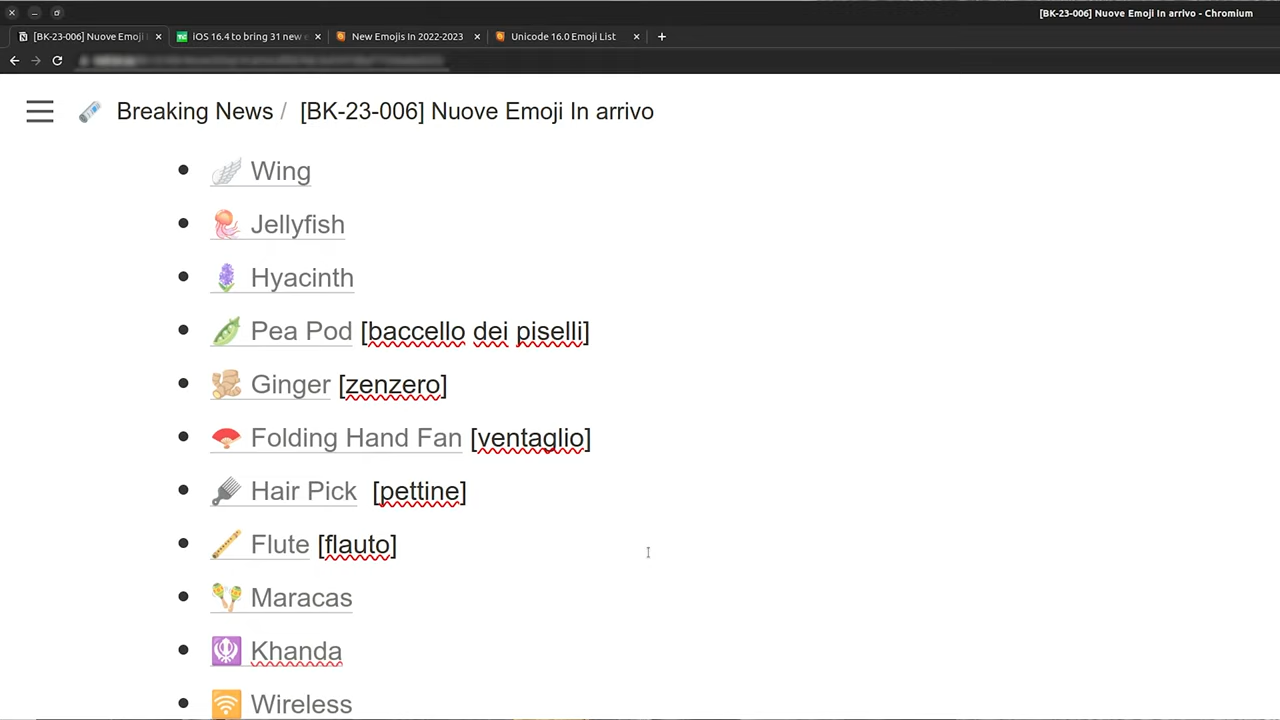 [BK-23-006] Nuove Emoji In arrivo - Chromium
[BK-23-006] Nuove Emoji
iOS 16.4 to bring 31 new
New Emojis In 2022-2023
Unicode 16.0 Emoji List
Breaking News / [BK-23-006] Nuove Emoji In arrivo
Wing
Jellyfish
Hyacinth
Pea Pod [baccello dei piselli]
Ginger [zenzero]
Folding Hand Fan [ventaglio]
Hair Pick [pettine]
Flute [flauto]
Maracas
Khanda
Wireless